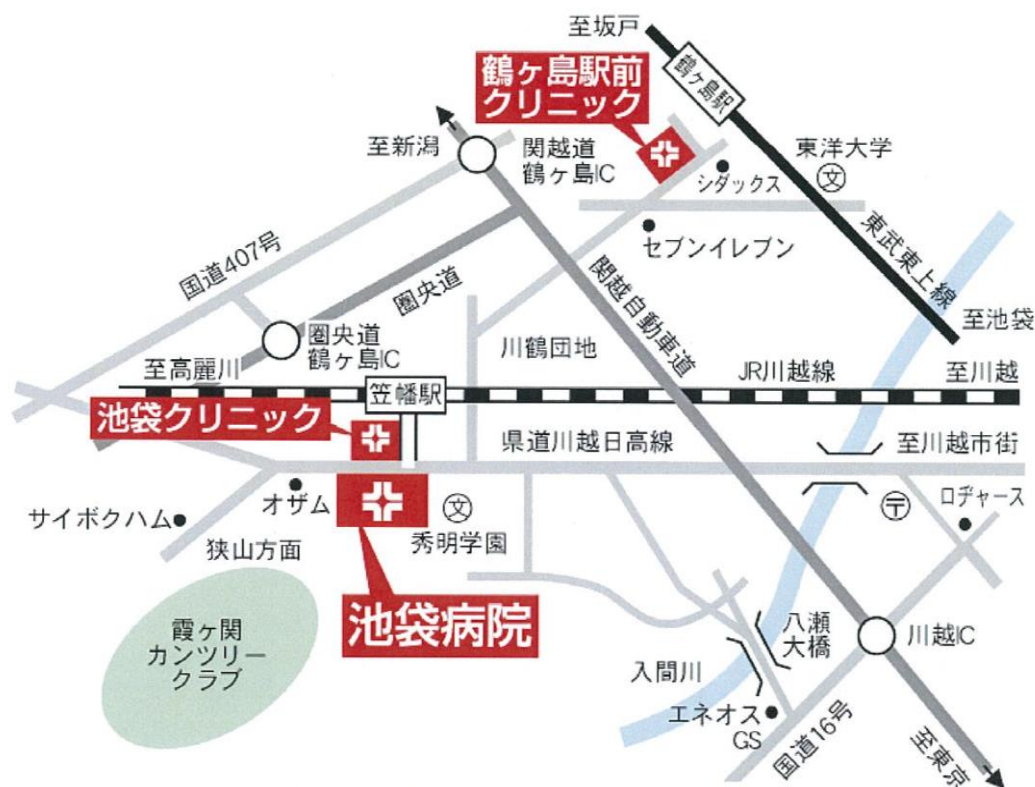 至坂戸
鶴ヶ島駅
鶴ヶ島駅前
クリニック
至新潟
関越道
鶴ヶ島IC
東洋大学
文
シダックス
セブンイレブン
国道407号
圏央道
関越自動車道
東武東上線
至池袋
圏央道
鶴ヶ島IC
川鶴団地
至高麗川
笠幡駅
JR川越線
至川越
池袋クリニック
県道川越日高線
至川越市街
オザム
サイボクハム
狭山方面
文
秀明学園
〒
ロヂャース
池袋病院
霞ヶ関
カンツリー
クラブ
八瀬
大橋
入間川
川越IC
エネオス
GS
国道16号
至東京